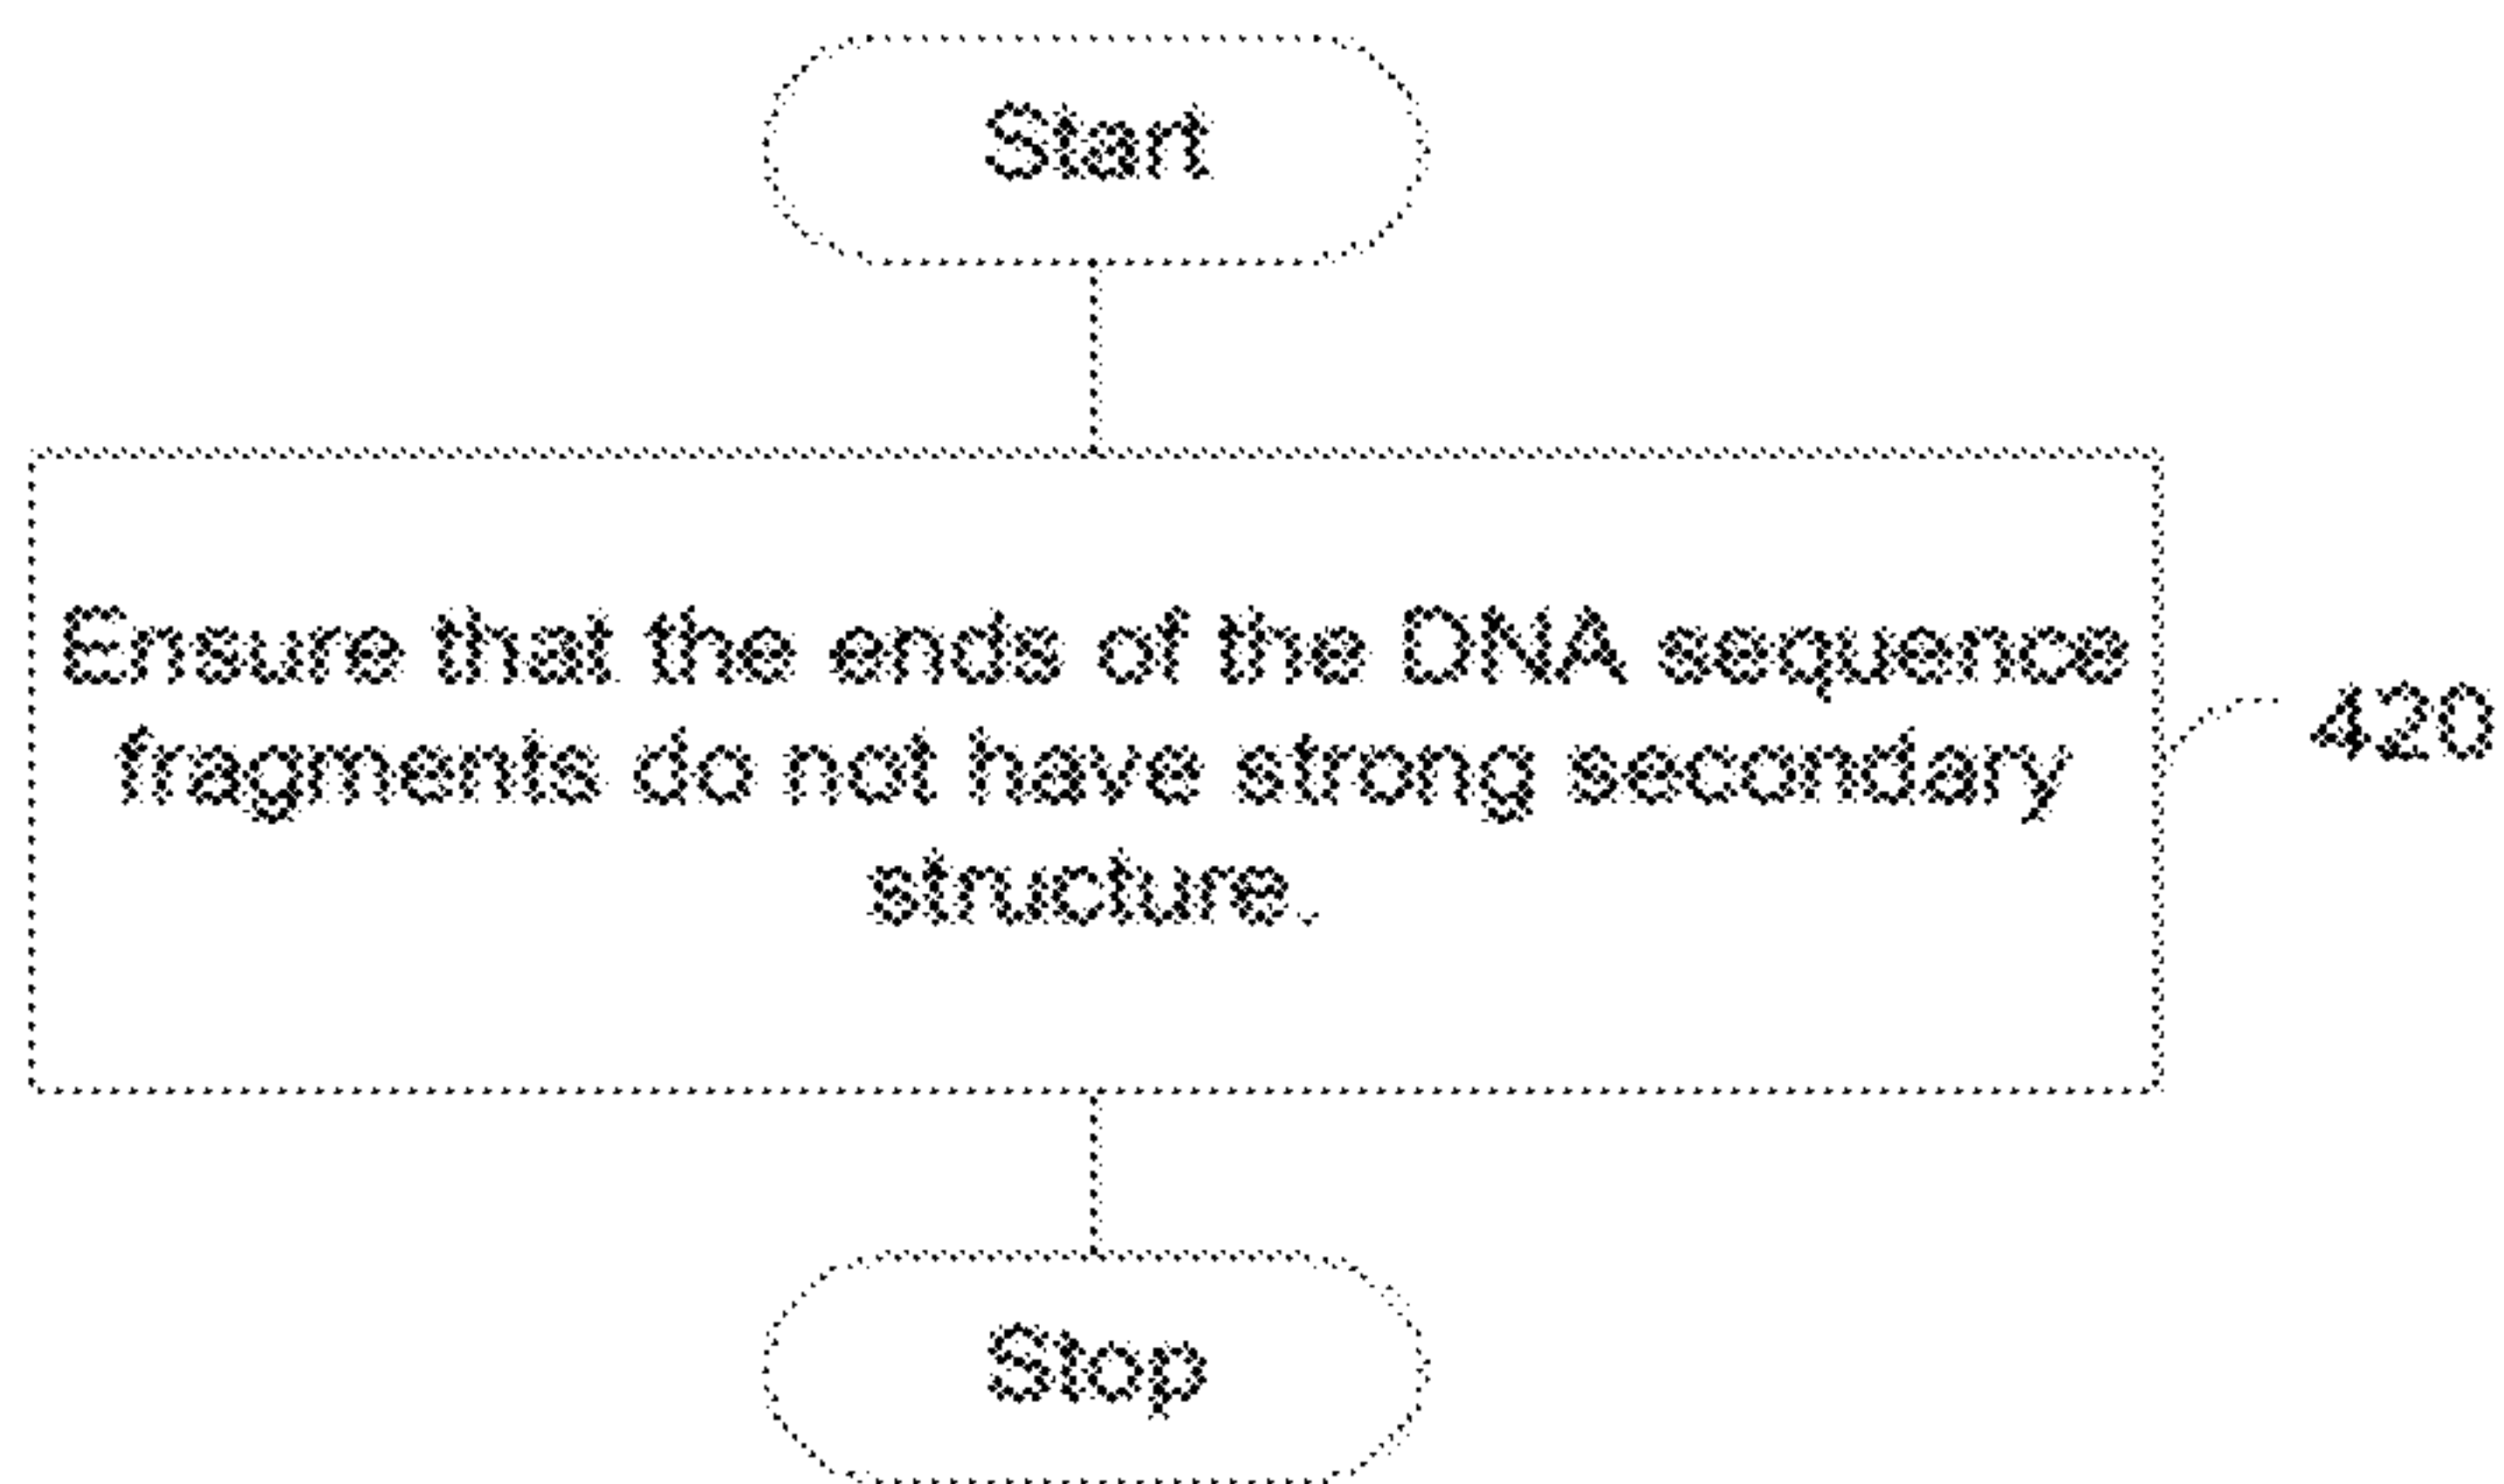 Start
Ensure that the ends of the DNA sequence
fragments do not have strong secondary
structure.
420
Stop